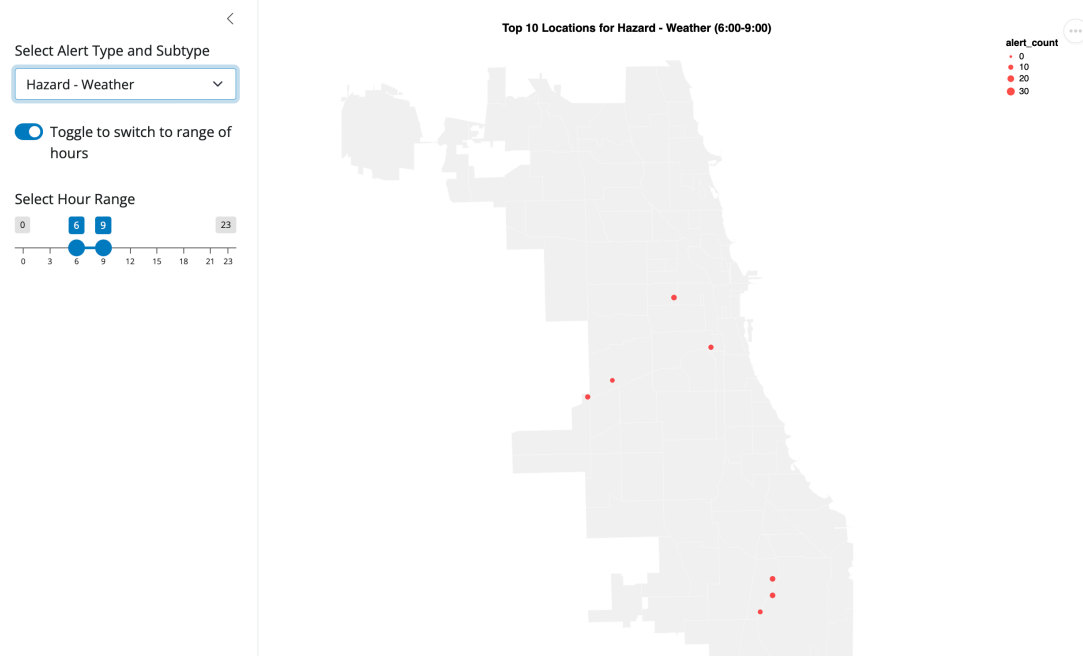 Select Alert Type and Subtype
Hazard - Weather
Toggle to switch to range of
hours
Select Hour Range
0 6 9 23
0 3 6 9 12 15 18 21 23
Top 10 Locations for Hazard - Weather (6:00-9:00)
alert_count
0
10
20
30